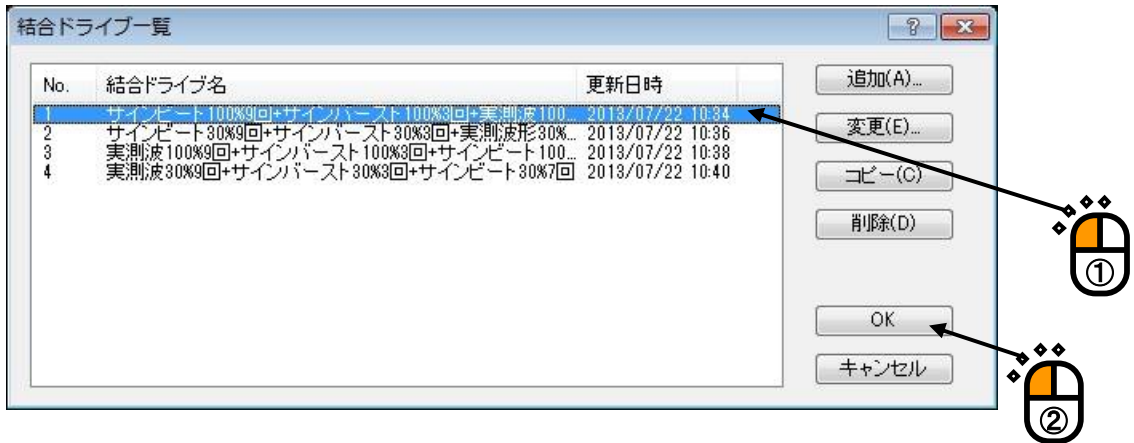 結合ドライブ一覧
No. 結合ドライブ名 更新日時
1 サインビート100%9回+サインバースト100%3回+実測波100... 2013/07/22 10:34
2 サインビート30%9回+サインバースト30%3回+実測波形30%... 2013/07/22 10:36
3 実測波100%9回+サインバースト100%3回+サインビート100... 2013/07/22 10:38
4 実測波30%9回+サインバースト30%3回+サインビート30%7回 2013/07/22 10:40
追加(A)...
変更(E)...
コピー(C)
削除(D)
①
OK
キャンセル
②